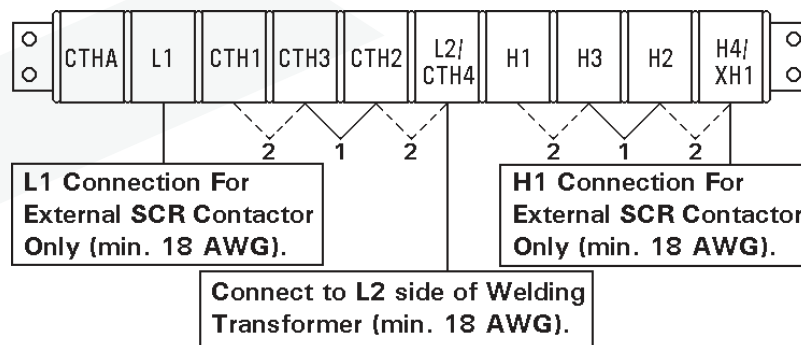 CTHA L1 CTH1 CTH3 CTH2 L2/ CTH4 H1 H3 H2 H4/ XH1
2 1 2 2 1 2
L1 Connection For
External SCR Contactor
Only (min. 18 AWG).
H1 Connection For
External SCR Contactor
Only (min. 18 AWG).
Connect to L2 side of Welding
Transformer (min. 18 AWG).